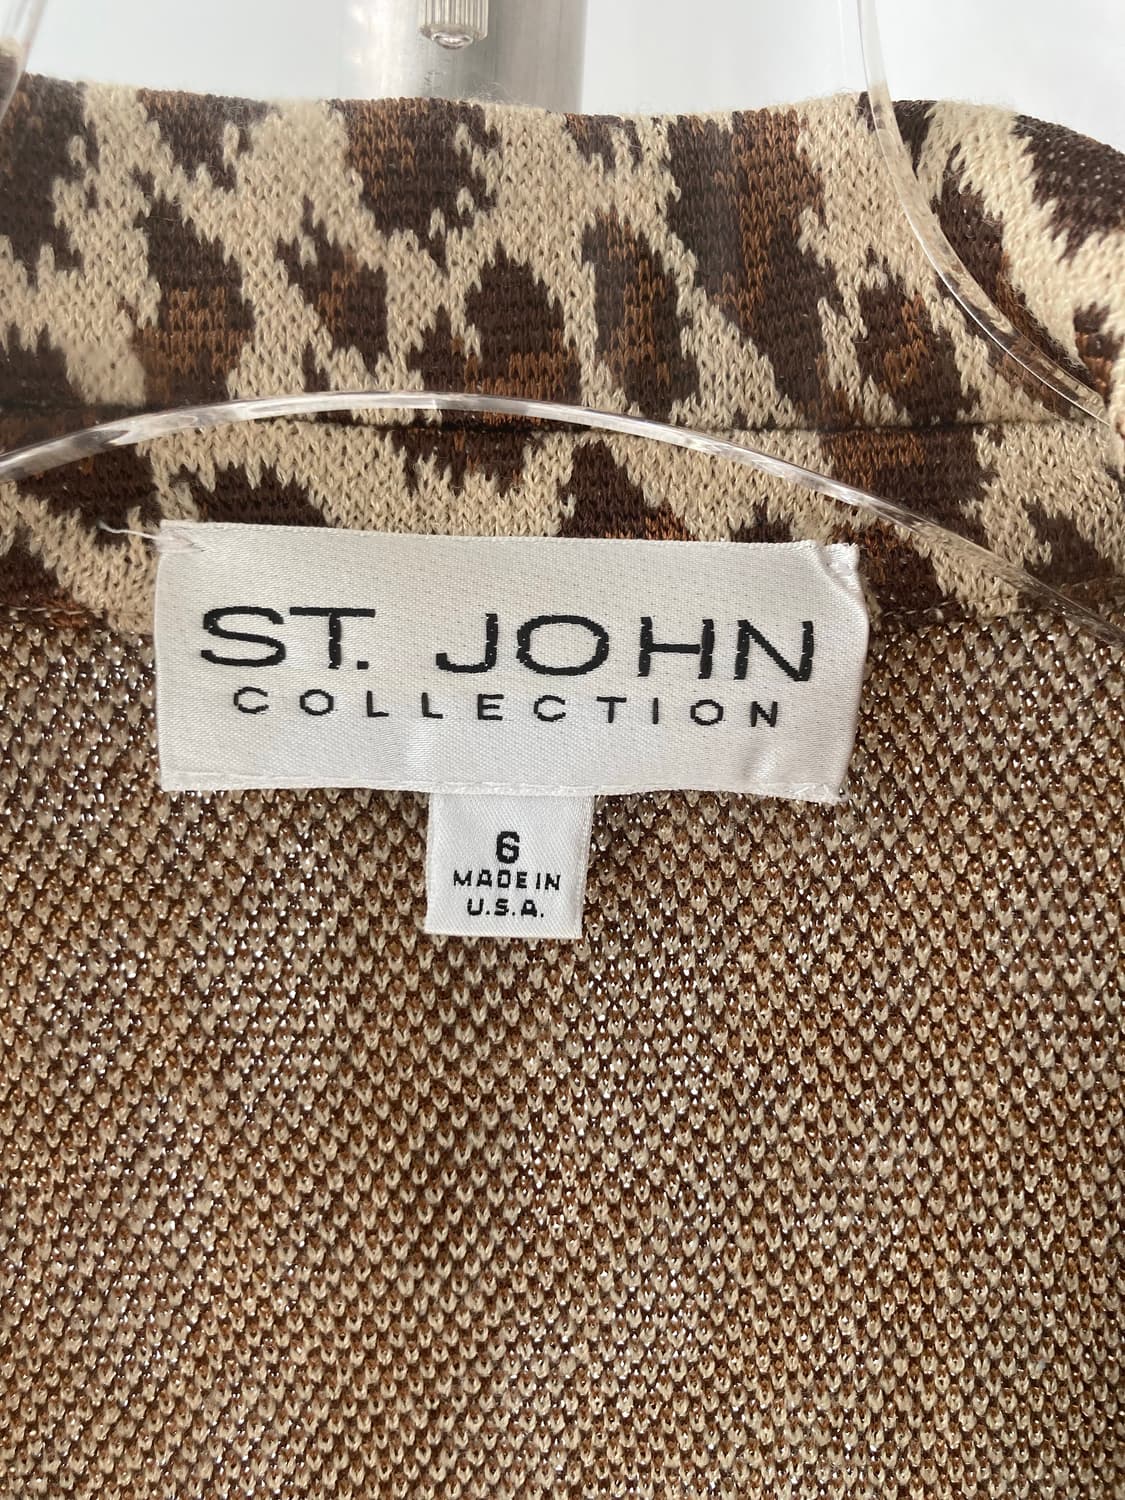 ST. JOHN
COLLECTION
6
MADE IN
U.S.A.